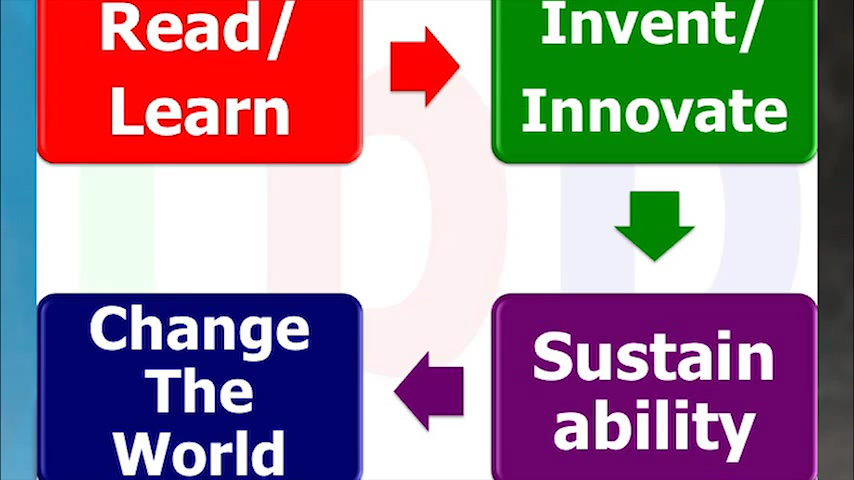 Read/
Learn
Invent/
Innovate
Sustain
ability
Change
The
World